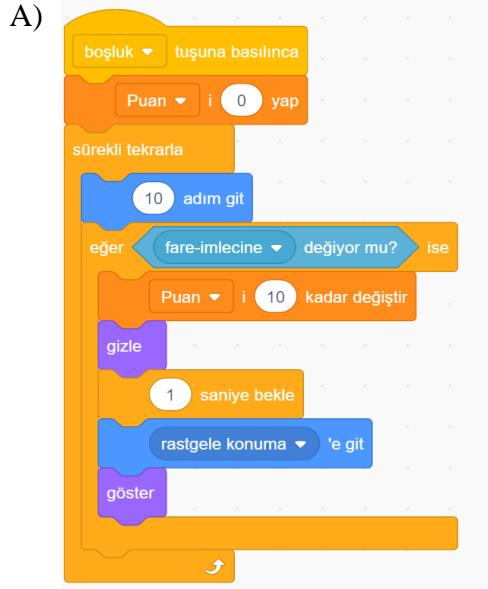 A)
boşluk tuşuna basılınca
Puan i 0 yap
sürekli tekrarla
10 adım git
eğer fare-imlecine değiyor mu? ise
Puan i 10 kadar değiştir
gizle
1 saniye bekle
rastgele konuma 'e git
göster